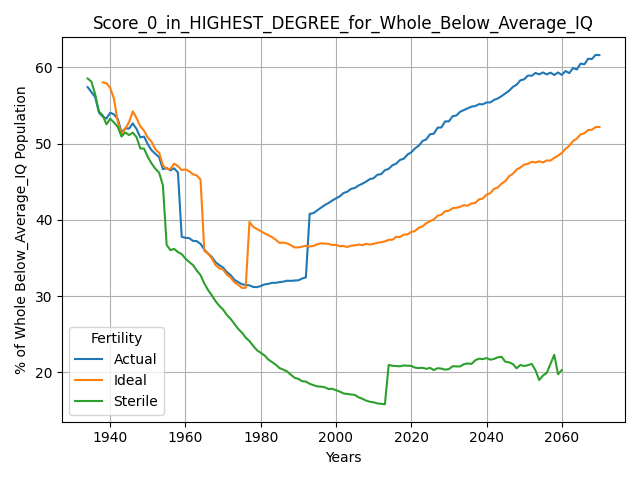 Score_0_in_HIGHEST_DEGREE_for_Whole_Below_Average_IQ
% of Whole Below_Average_IQ Population
60
50
40
30
20
Fertility
Actual
Ideal
Sterile
1940 1960 1980 2000 2020 2040 2060
Years